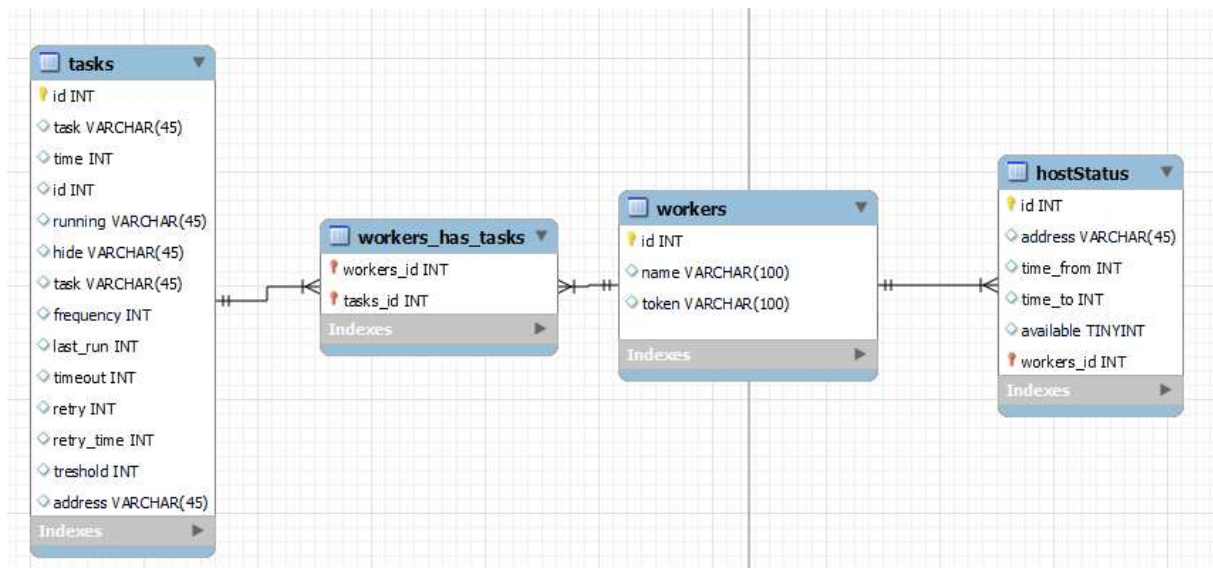 tasks
id INT
task VARCHAR(45)
time INT
id INT
running VARCHAR(45)
hide VARCHAR(45)
task VARCHAR(45)
frequency INT
last_run INT
timeout INT
retry INT
retry_time INT
treshold INT
address VARCHAR(45)
Indexes
workers_has_tasks
workers_id INT
tasks_id INT
Indexes
workers
id INT
name VARCHAR(100)
token VARCHAR(100)
Indexes
hostStatus
id INT
address VARCHAR(45)
time_from INT
time_to INT
available TINYINT
workers_id INT
Indexes